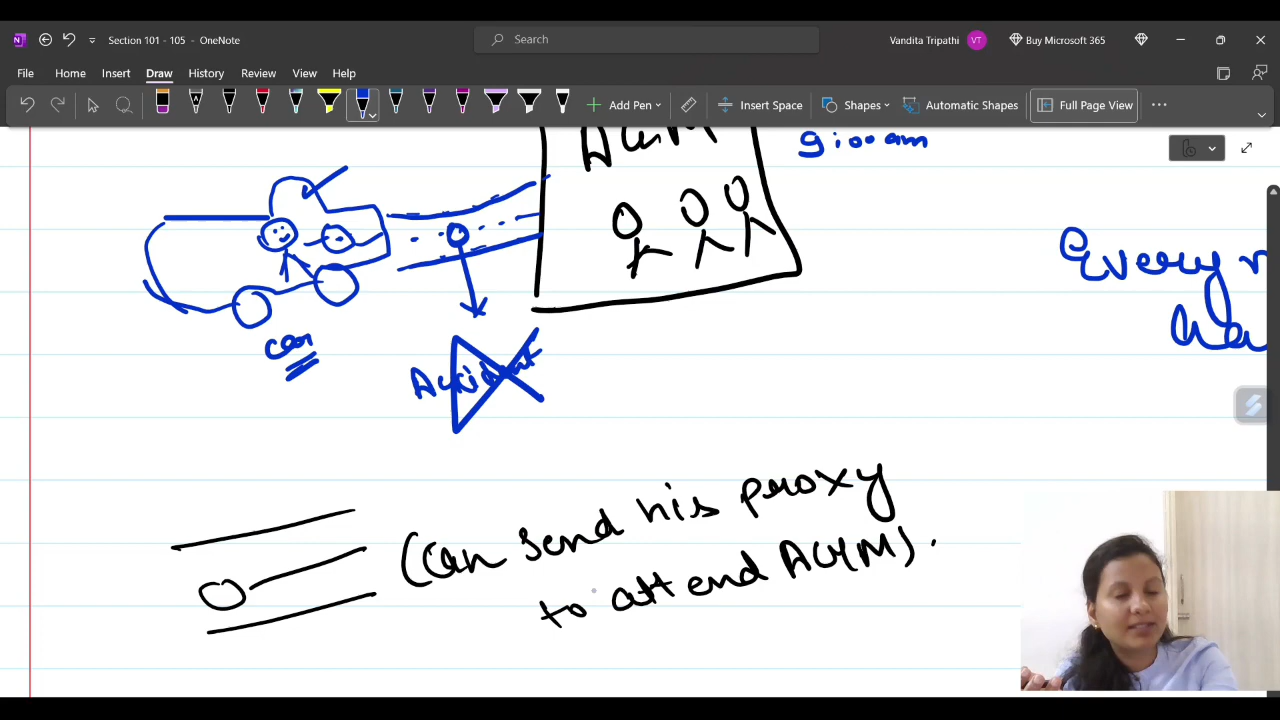 Section 101 - 105 - OneNote
Search
Vandita Tripathi
VT
Buy Microsoft 365
File Home Insert Draw History Review View Help
Add Pen
Insert Space
Shapes
Automatic Shapes
Full Page View
AGM
9:00 am
Every
car
Accident
(Can send his proxy
to attend AGM).